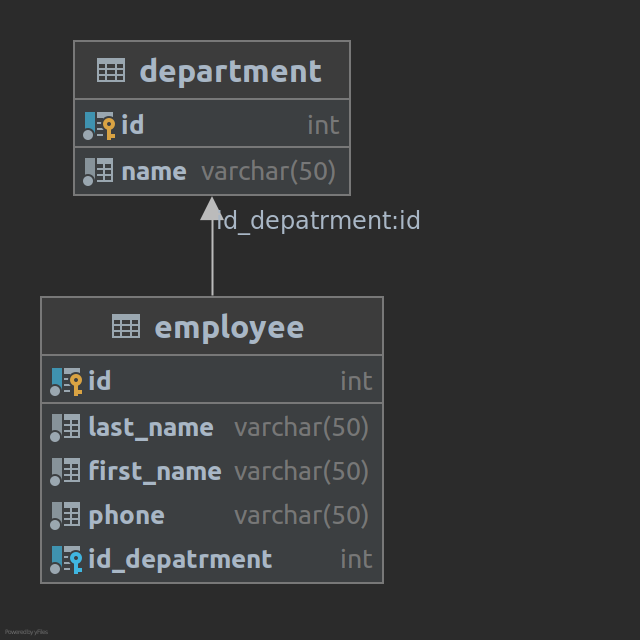 department
id int
name varchar(50)
id_depatrment:id
employee
id int
last_name varchar(50)
first_name varchar(50)
phone varchar(50)
id_depatrment int
Powered by yFiles